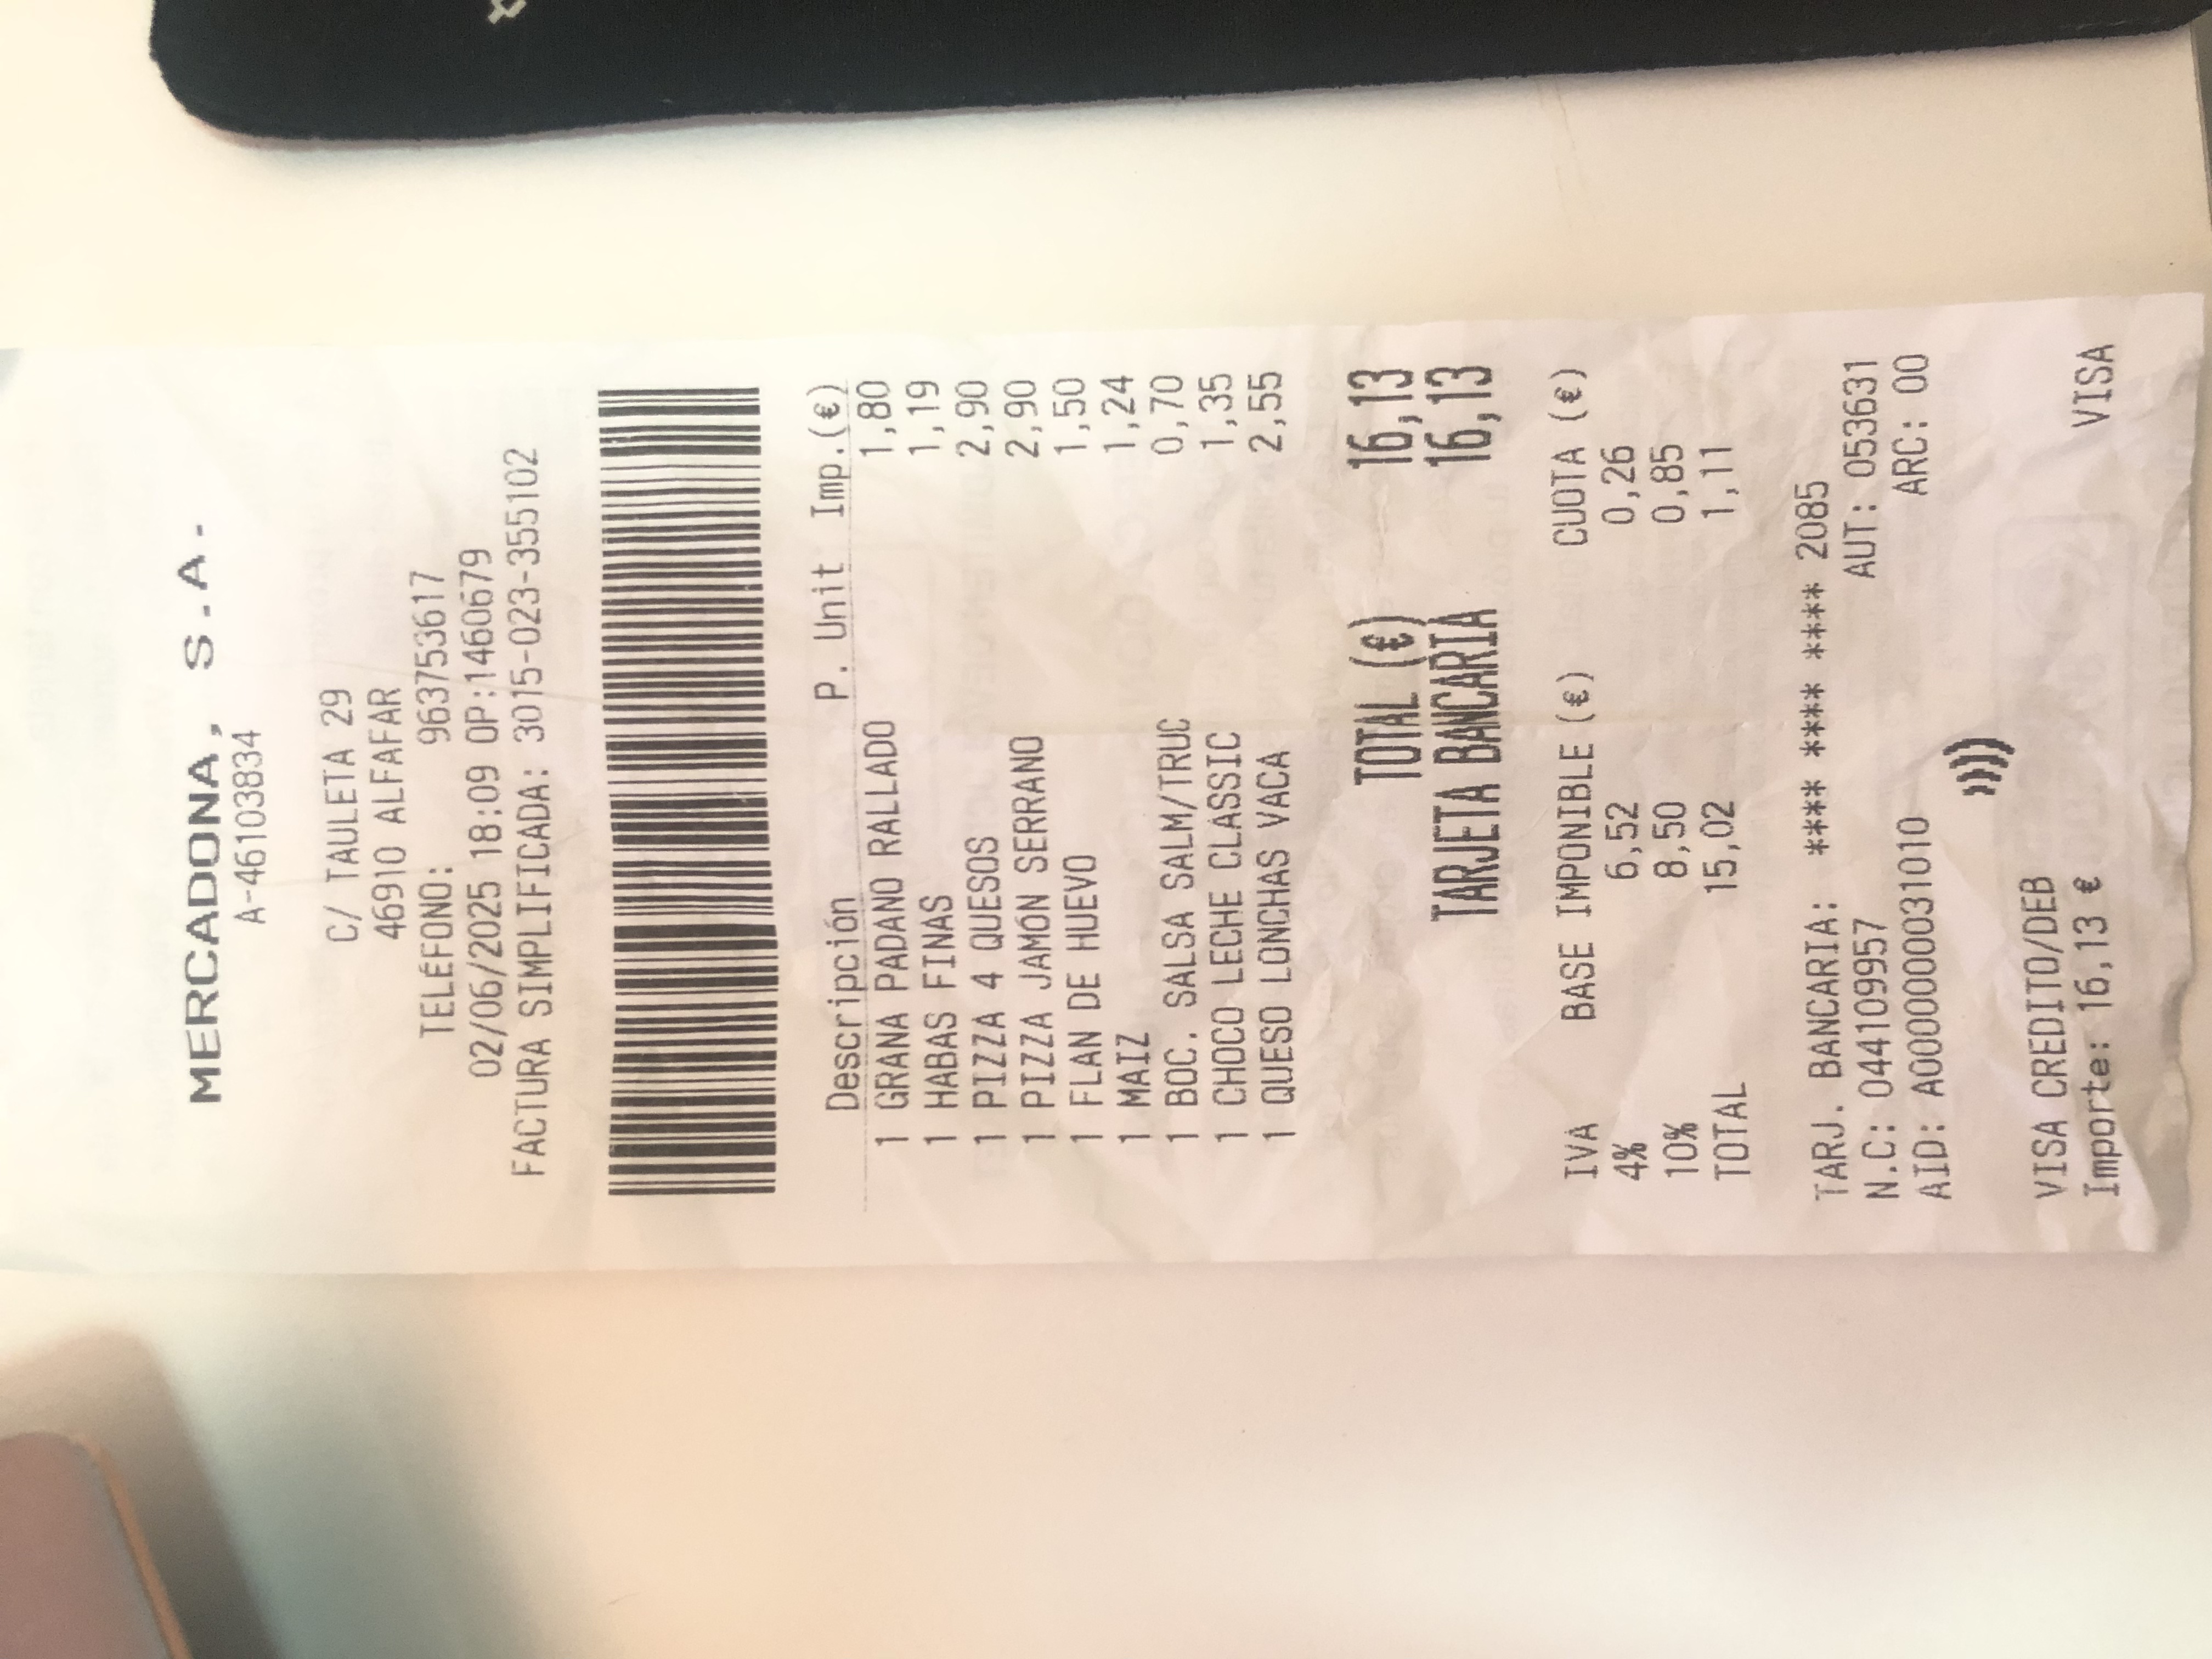 MERCADONA, S.A.
A-46103834
C/ TAULETA 29
46910 ALFAFAR
TELÉFONO: 963753617
02/06/2025 18:09 OP:1460679
FACTURA SIMPLIFICADA: 3015-023-355102
Descripción P. Unit Imp.(€)
1 GRANA PADANO RALLADO 1,80
1 HABAS FINAS 1,19
1 PIZZA 4 QUESOS 2,90
1 PIZZA JAMÓN SERRANO 2,90
1 FLAN DE HUEVO 1,50
1 MAIZ 1,24
1 BOC. SALSA SALM/TRUC 0,70
1 CHOCO LECHE CLASSIC 1,35
1 QUESO LONCHAS VACA 2,55
TOTAL (€) 16,13
TARJETA BANCARIA 16,13
IVA BASE IMPONIBLE (€) CUOTA (€)
4% 6,52 0,26
10% 8,50 0,85
TOTAL 15,02 1,11
TARJ. BANCARIA: **** **** **** 2085
N.C: 044109957 AUT: 053631
AID: A0000000031010 ARC: 00
VISA CREDITO/DEB
Importe: 16,13 € VISA